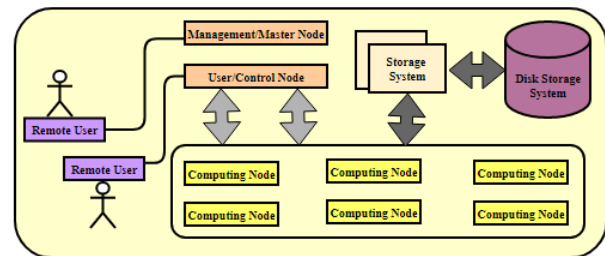 Management/Master Node
User/Control Node
Storage
System
Disk Storage
System
Remote User
Remote User
Computing Node
Computing Node
Computing Node
Computing Node
Computing Node
Computing Node